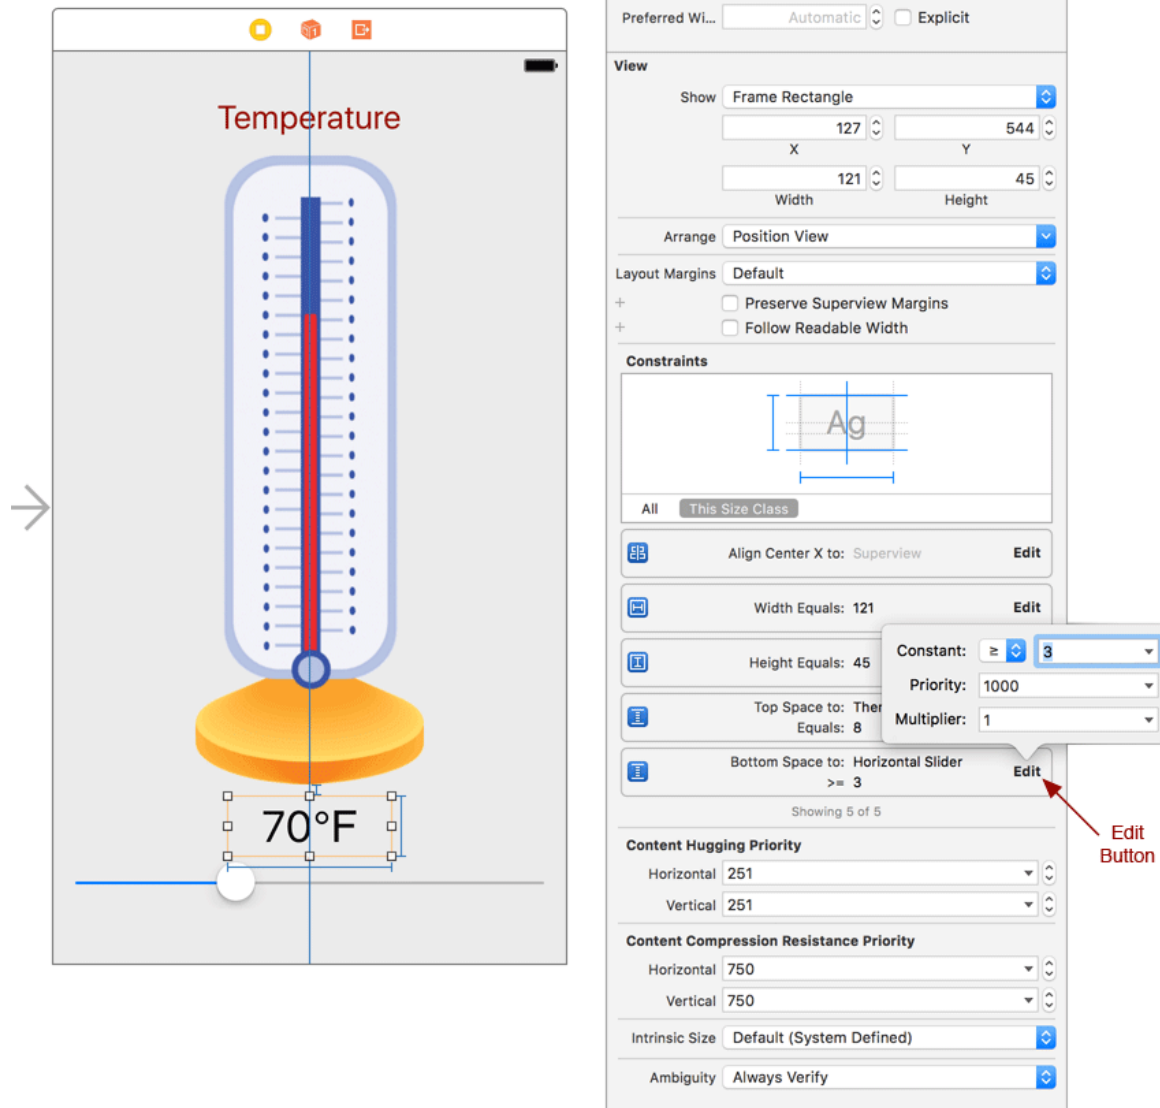 Temperature
70°F
Preferred Wi... Automatic Explicit
View
Show Frame Rectangle
127 544
X Y
121 45
Width Height
Arrange Position View
Layout Margins Default
+ Preserve Superview Margins
+ Follow Readable Width
Constraints
Ag
All This Size Class
Align Center X to: Superview Edit
Width Equals: 121 Edit
Height Equals: 45
Constant: ≥ 3
Priority: 1000
Multiplier: 1
Top Space to: Ther
Equals: 8
Bottom Space to: Horizontal Slider
>= 3
Edit
Showing 5 of 5
Edit
Button
Content Hugging Priority
Horizontal 251
Vertical 251
Content Compression Resistance Priority
Horizontal 750
Vertical 750
Intrinsic Size Default (System Defined)
Ambiguity Always Verify